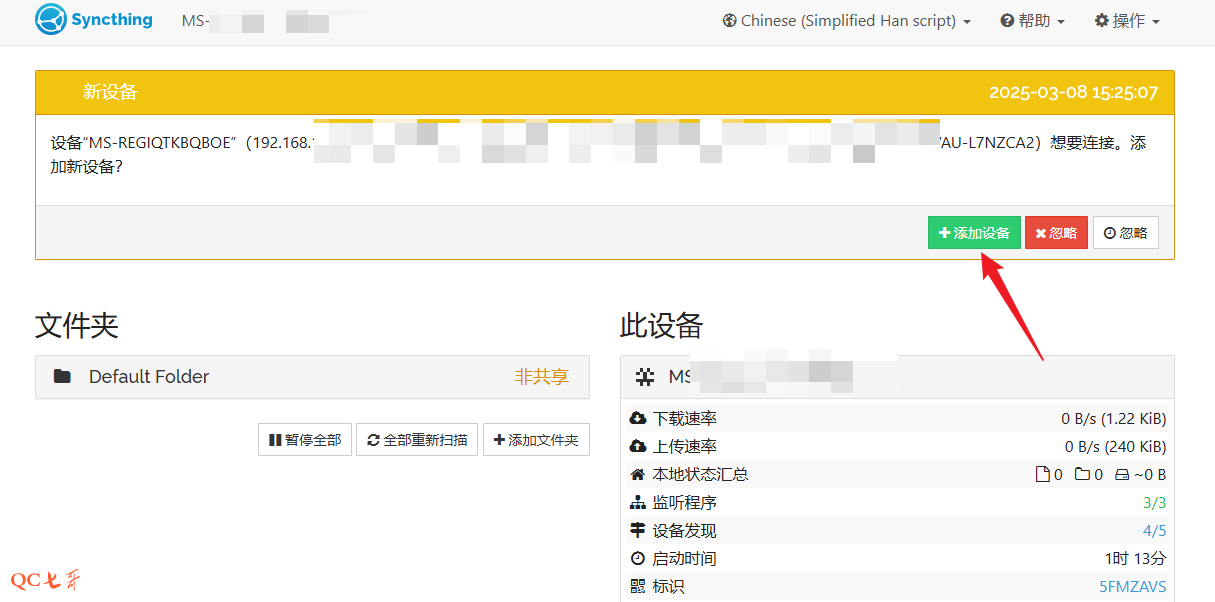 Syncthing MS- Chinese (Simplified Han script) 帮助 操作
新设备 2025-03-08 15:25:07
设备“MS-REGIQTKBQBOE”（192.168. AU-L7NZCA2）想要连接。添
加新设备?
添加设备 忽略 忽略
文件夹
Default Folder 非共享
暂停全部 全部重新扫描 添加文件夹
此设备
MS
下载速率 0 B/s (1.22 KiB)
上传速率 0 B/s (240 KiB)
本地状态汇总 0 0 ~0 B
监听程序 3/3
设备发现 4/5
启动时间 1时 13分
标识 5FMZAVS
QC七哥